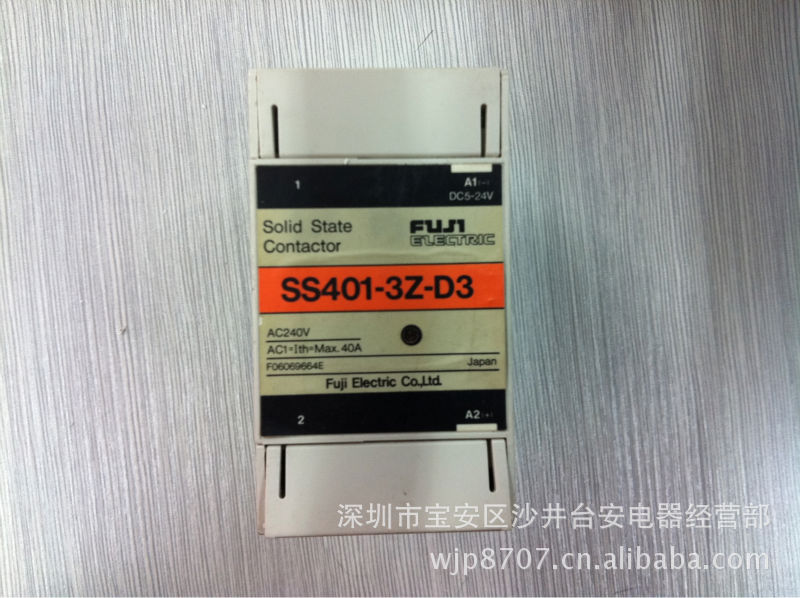 1
A1(-)
DC5-24V
Solid State
Contactor
FUJI
ELECTRIC
SS401-3Z-D3
AC240V
AC1=Ith=Max. 40A
F06069664E
Japan
Fuji Electric Co.,Ltd.
2
A2(+)
深圳市宝安区沙井台安电器经营部
wjp8707.cn.alibaba.com